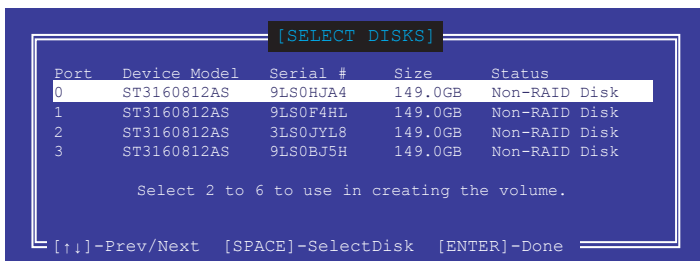 [SELECT DISKS]
Port Device Model Serial # Size Status
0 ST3160812AS 9LS0HJA4 149.0GB Non-RAID Disk
1 ST3160812AS 9LS0F4HL 149.0GB Non-RAID Disk
2 ST3160812AS 3LS0JYL8 149.0GB Non-RAID Disk
3 ST3160812AS 9LS0BJ5H 149.0GB Non-RAID Disk
Select 2 to 6 to use in creating the volume.
[↑↓]-Prev/Next [SPACE]-SelectDisk [ENTER]-Done